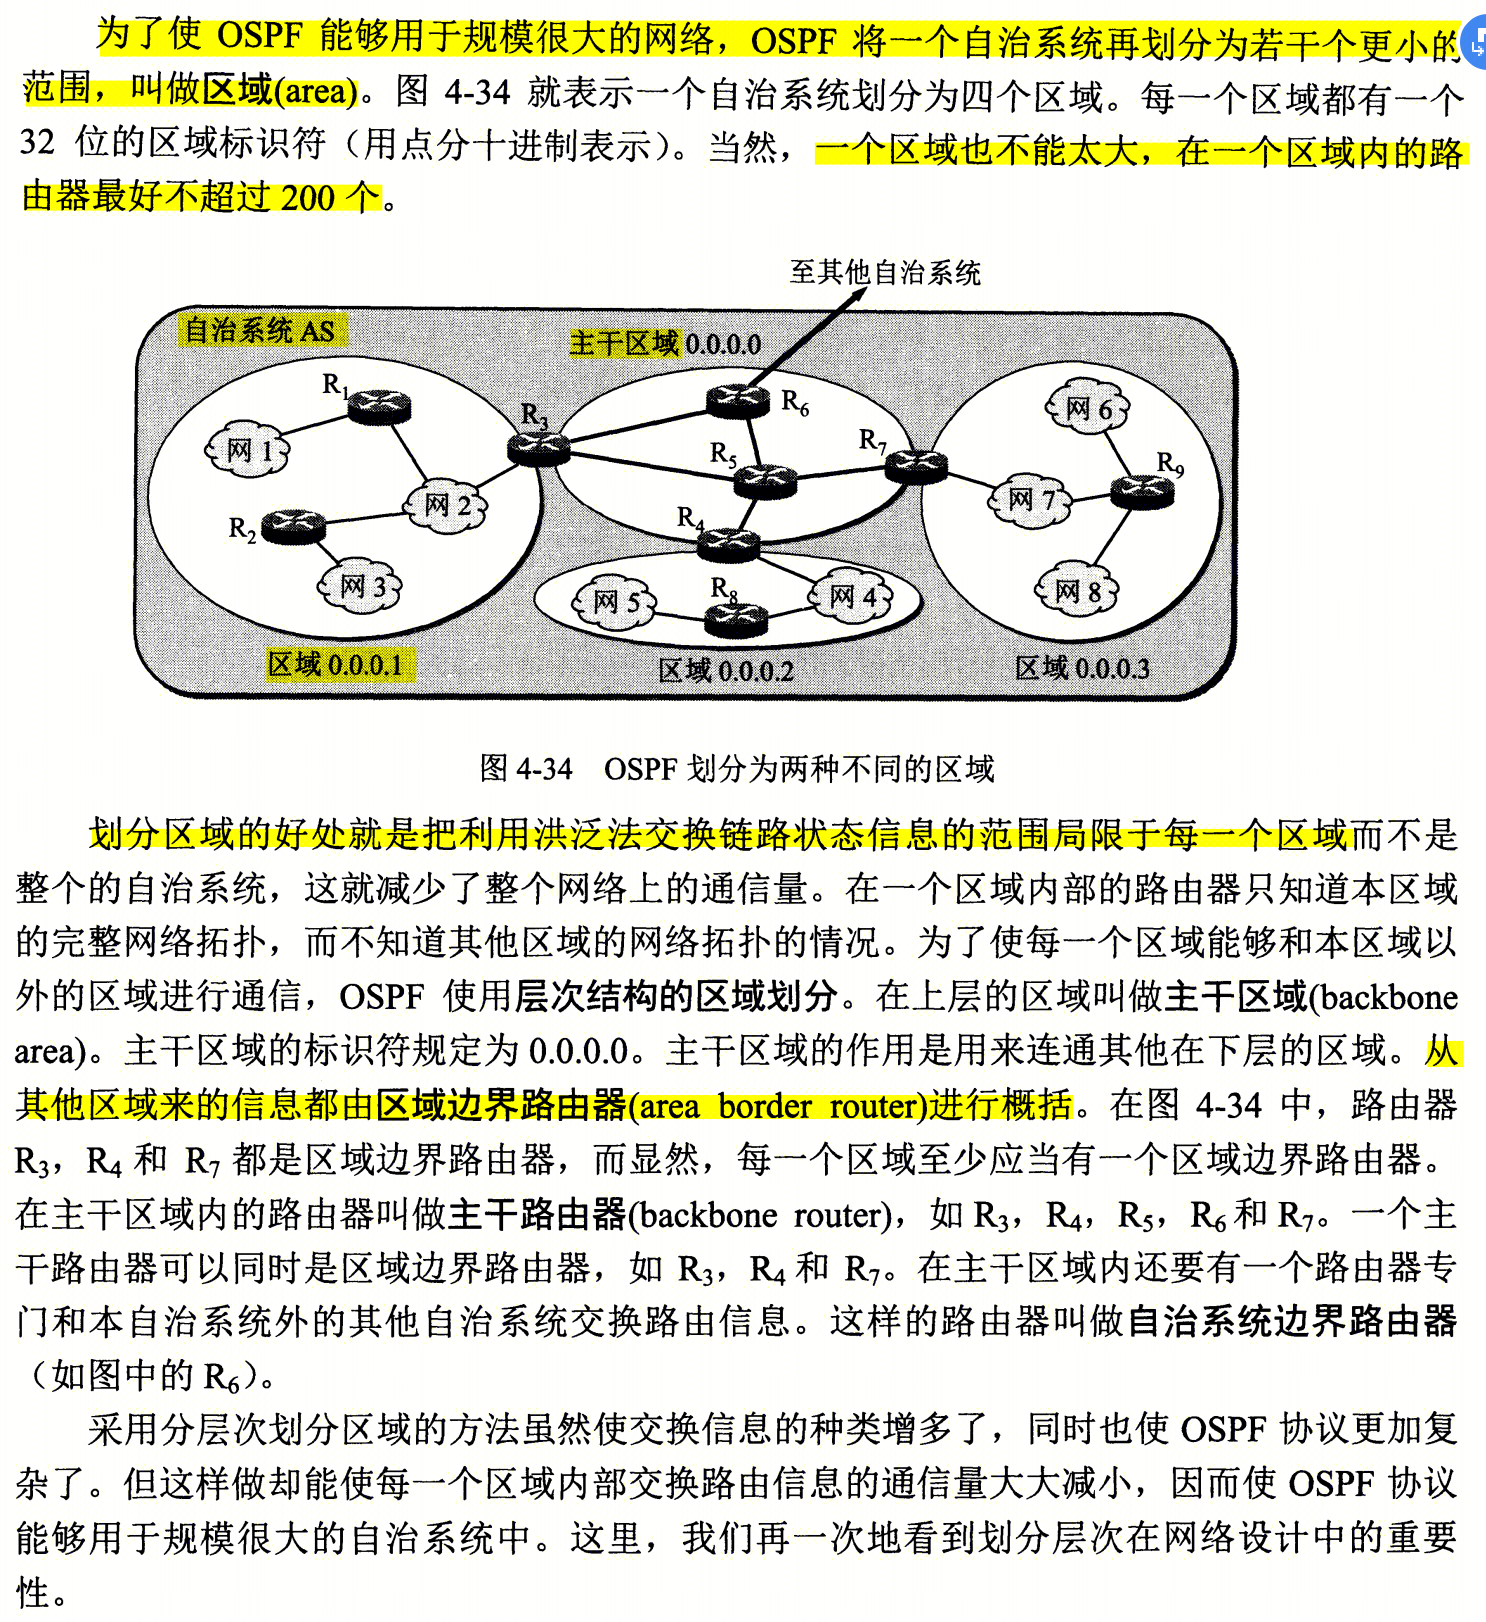 为了使 OSPF 能够用于规模很大的网络，OSPF 将一个自治系统再划分为若干个更小的
范围，叫做区域(area)。图 4-34 就表示一个自治系统划分为四个区域。每一个区域都有一个
32 位的区域标识符（用点分十进制表示）。当然，一个区域也不能太大，在一个区域内的路
由器最好不超过 200 个。
至其他自治系统
自治系统 AS
主干区域 0.0.0.0
R1
R3
R6
网 1
R7
网 6
R5
R9
网 2
网 7
R2
R4
网 3
网 5
R8
网 4
网 8
区域 0.0.0.1
区域 0.0.0.2
区域 0.0.0.3
图 4-34 OSPF 划分为两种不同的区域
划分区域的好处就是把利用洪泛法交换链路状态信息的范围局限于每一个区域而不是
整个的自治系统，这就减少了整个网络上的通信量。在一个区域内部的路由器只知道本区域
的完整网络拓扑，而不知道其他区域的网络拓扑的情况。为了使每一个区域能够和本区域以
外的区域进行通信，OSPF 使用层次结构的区域划分。在上层的区域叫做主干区域(backbone
area)。主干区域的标识符规定为 0.0.0.0。主干区域的作用是用来连通其他在下层的区域。从
其他区域来的信息都由区域边界路由器(area border router)进行概括。在图 4-34 中，路由器
R3，R4 和 R7 都是区域边界路由器，而显然，每一个区域至少应当有一个区域边界路由器。
在主干区域内的路由器叫做主干路由器(backbone router)，如 R3，R4，R5，R6 和 R7。一个主
干路由器可以同时是区域边界路由器，如 R3，R4 和 R7。在主干区域内还要有一个路由器专
门和本自治系统外的其他自治系统交换路由信息。这样的路由器叫做自治系统边界路由器
（如图中的 R6）。
采用分层次划分区域的方法虽然使交换信息的种类增多了，同时也使 OSPF 协议更加复
杂了。但这样做却能使每一个区域内部交换路由信息的通信量大大减小，因而使 OSPF 协议
能够用于规模很大的自治系统中。这里，我们再一次地看到划分层次在网络设计中的重要
性。